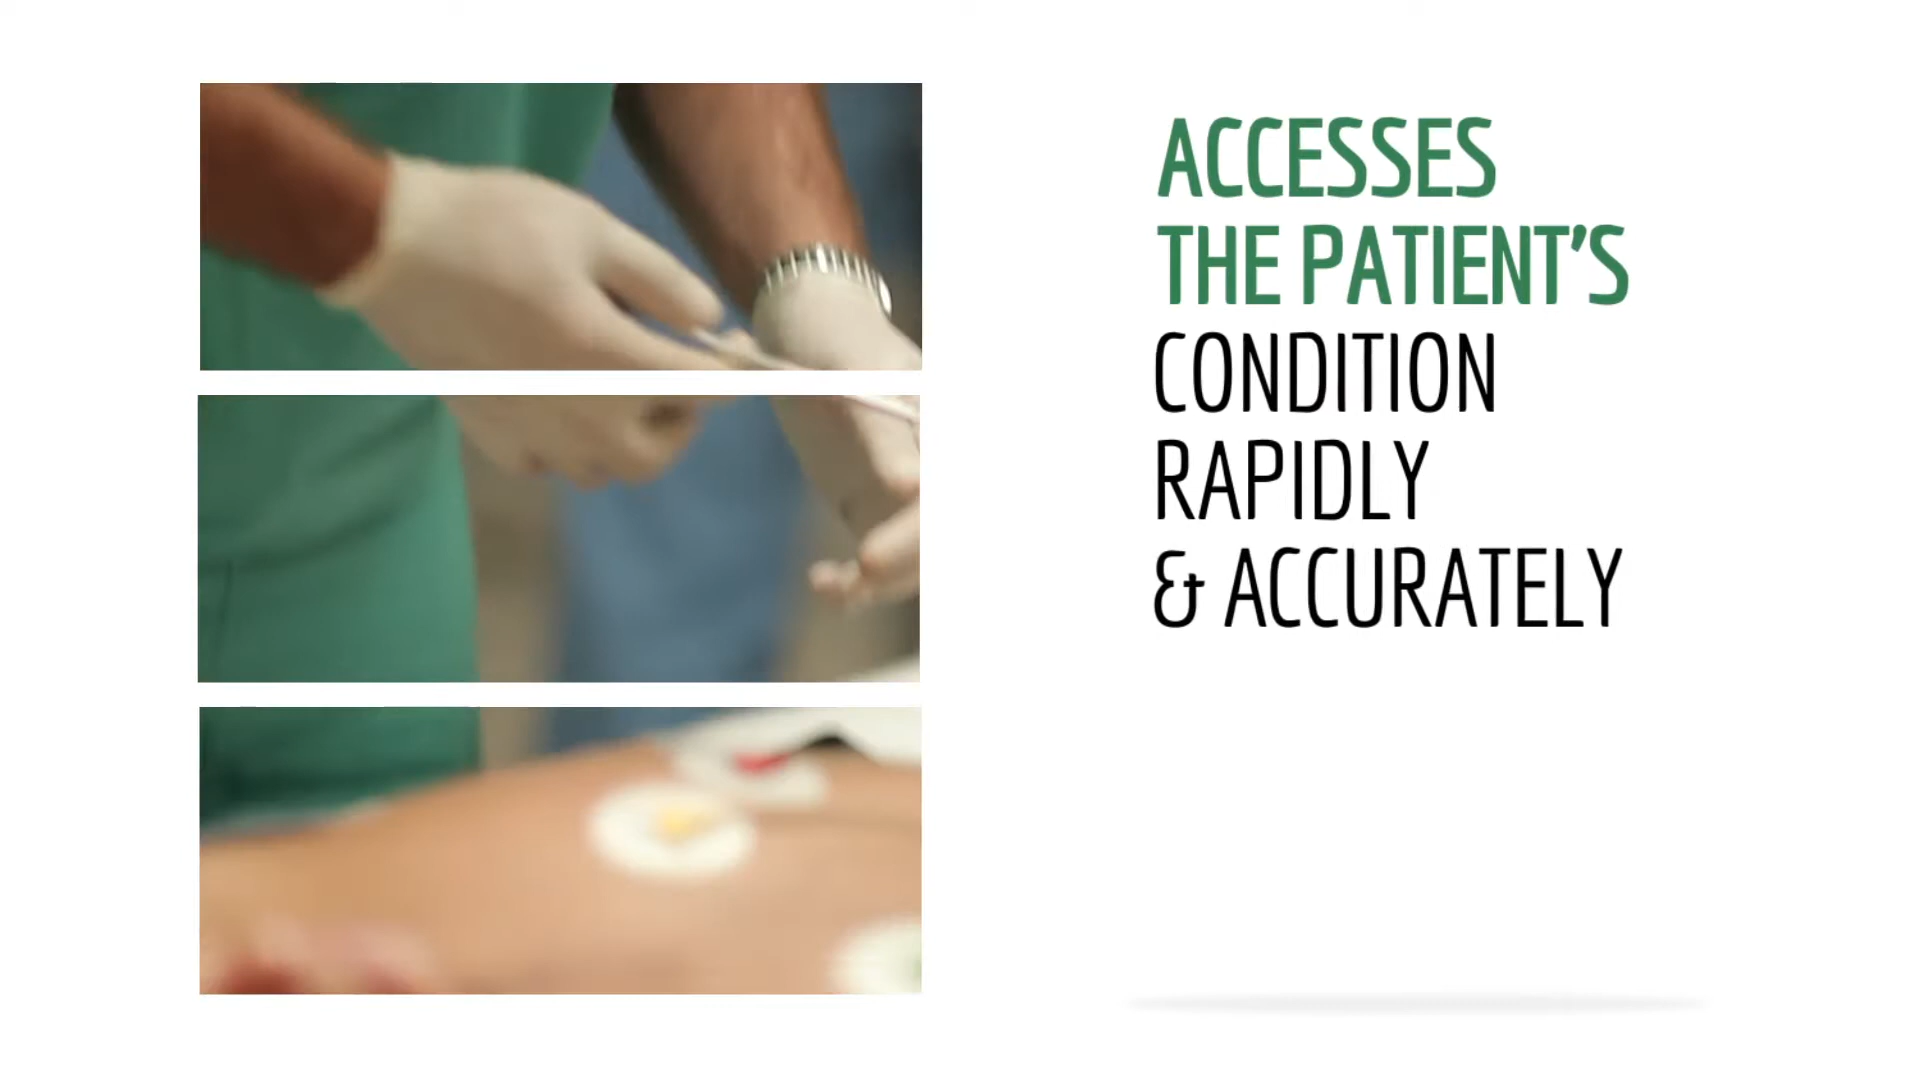 ACCESSES
THE PATIENT'S
CONDITION
RAPIDLY
& ACCURATELY